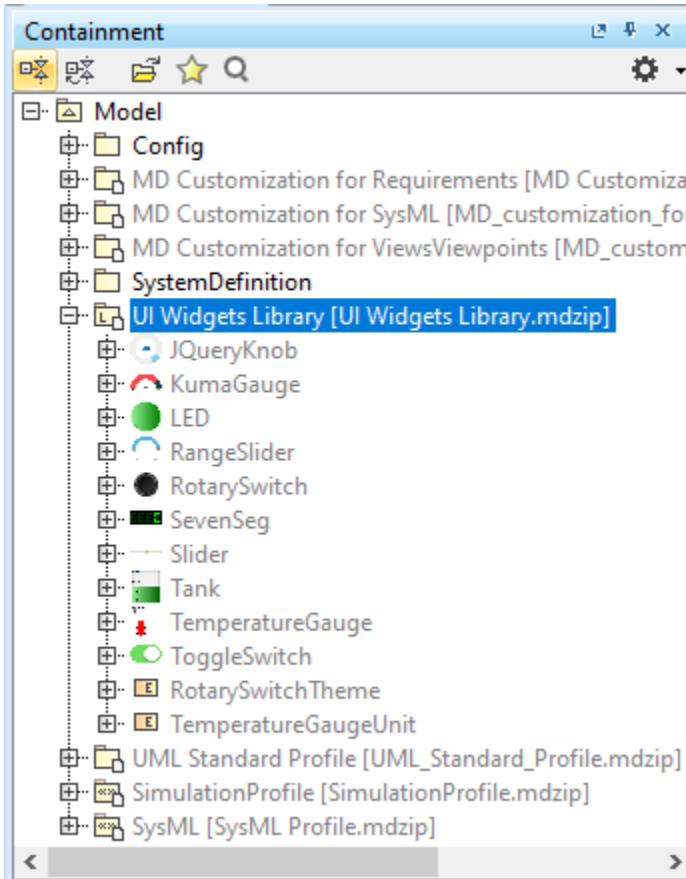 Containment
Model
Config
MD Customization for Requirements [MD Customiza
MD Customization for SysML [MD_customization_fo
MD Customization for ViewsViewpoints [MD_custom
SystemDefinition
UI Widgets Library [UI Widgets Library.mdzip]
JQueryKnob
KumaGauge
LED
RangeSlider
RotarySwitch
SevenSeg
Slider
Tank
TemperatureGauge
ToggleSwitch
E RotarySwitchTheme
E TemperatureGaugeUnit
UML Standard Profile [UML_Standard_Profile.mdzip]
SimulationProfile [SimulationProfile.mdzip]
SysML [SysML Profile.mdzip]